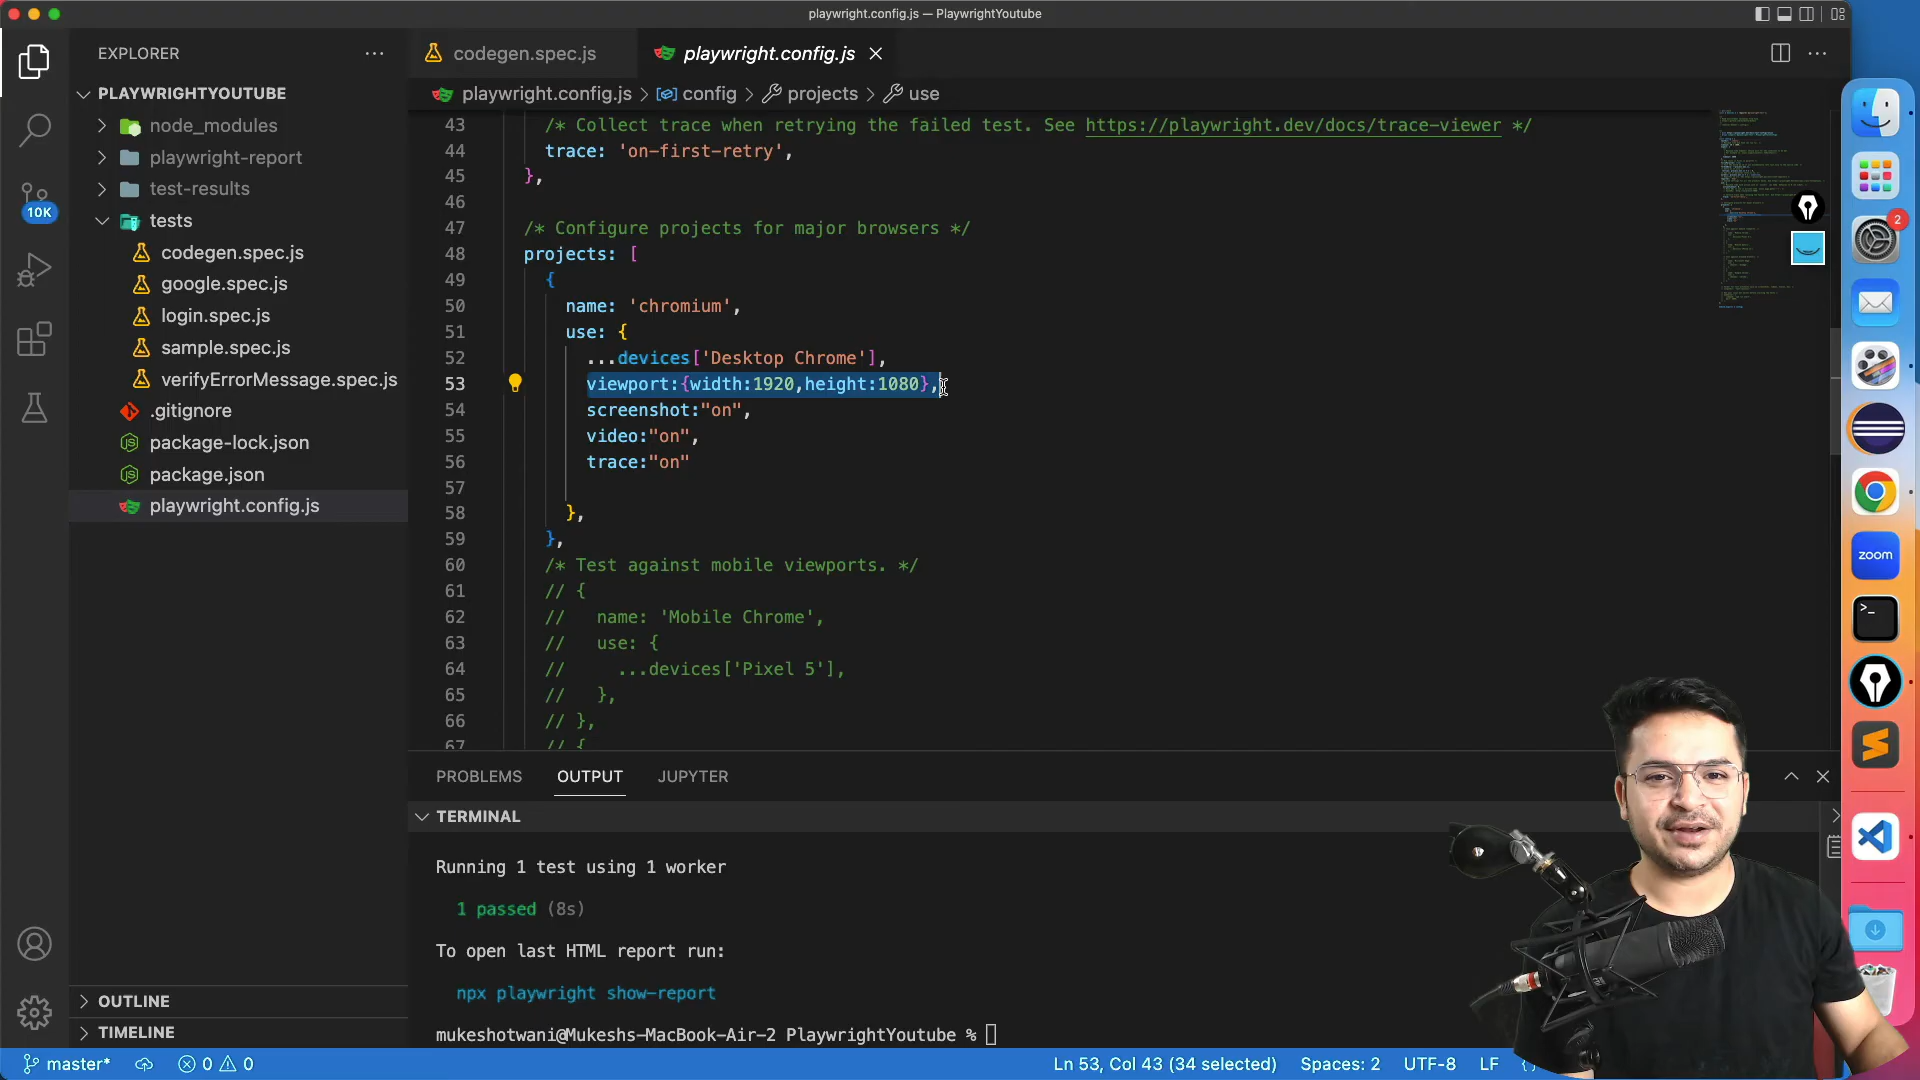 playwright.config.js — PlaywrightYoutube
EXPLORER
PLAYWRIGHTYOUTUBE
node_modules
playwright-report
test-results
tests
codegen.spec.js
google.spec.js
login.spec.js
sample.spec.js
verifyErrorMessage.spec.js
.gitignore
package-lock.json
package.json
playwright.config.js
OUTLINE
TIMELINE
10K
codegen.spec.js
playwright.config.js
playwright.config.js > config > projects > use
43 /* Collect trace when retrying the failed test. See https://playwright.dev/docs/trace-viewer */
44 trace: 'on-first-retry',
45 },
46
47 /* Configure projects for major browsers */
48 projects: [
49 {
50 name: 'chromium',
51 use: {
52 ...devices['Desktop Chrome'],
53 viewport:{width:1920,height:1080},
54 screenshot:"on",
55 video:"on",
56 trace:"on"
57
58 },
59 },
60 /* Test against mobile viewports. */
61 // {
62 // name: 'Mobile Chrome',
63 // use: {
64 // ...devices['Pixel 5'],
65 // },
66 // },
67 // {
PROBLEMS OUTPUT JUPYTER
TERMINAL
Running 1 test using 1 worker
1 passed (8s)
To open last HTML report run:
npx playwright show-report
mukeshotwani@Mukeshs-MacBook-Air-2 PlaywrightYoutube %
master* 0 0 Ln 53, Col 43 (34 selected) Spaces: 2 UTF-8 LF {
2
zoom
>_